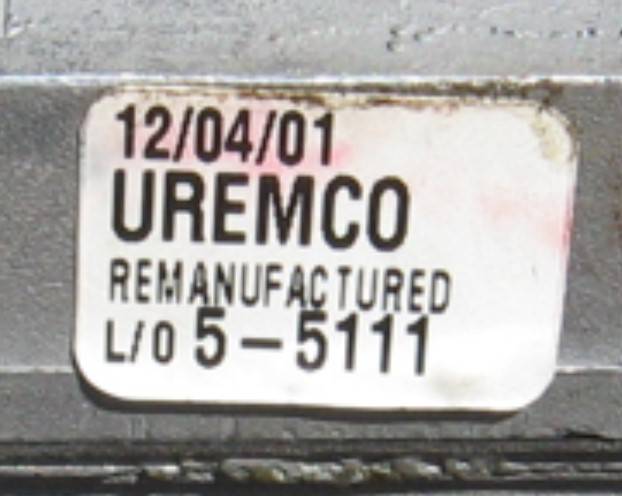 12/04/01
UREMCO
REMANUFACTURED
L/O 5-5111